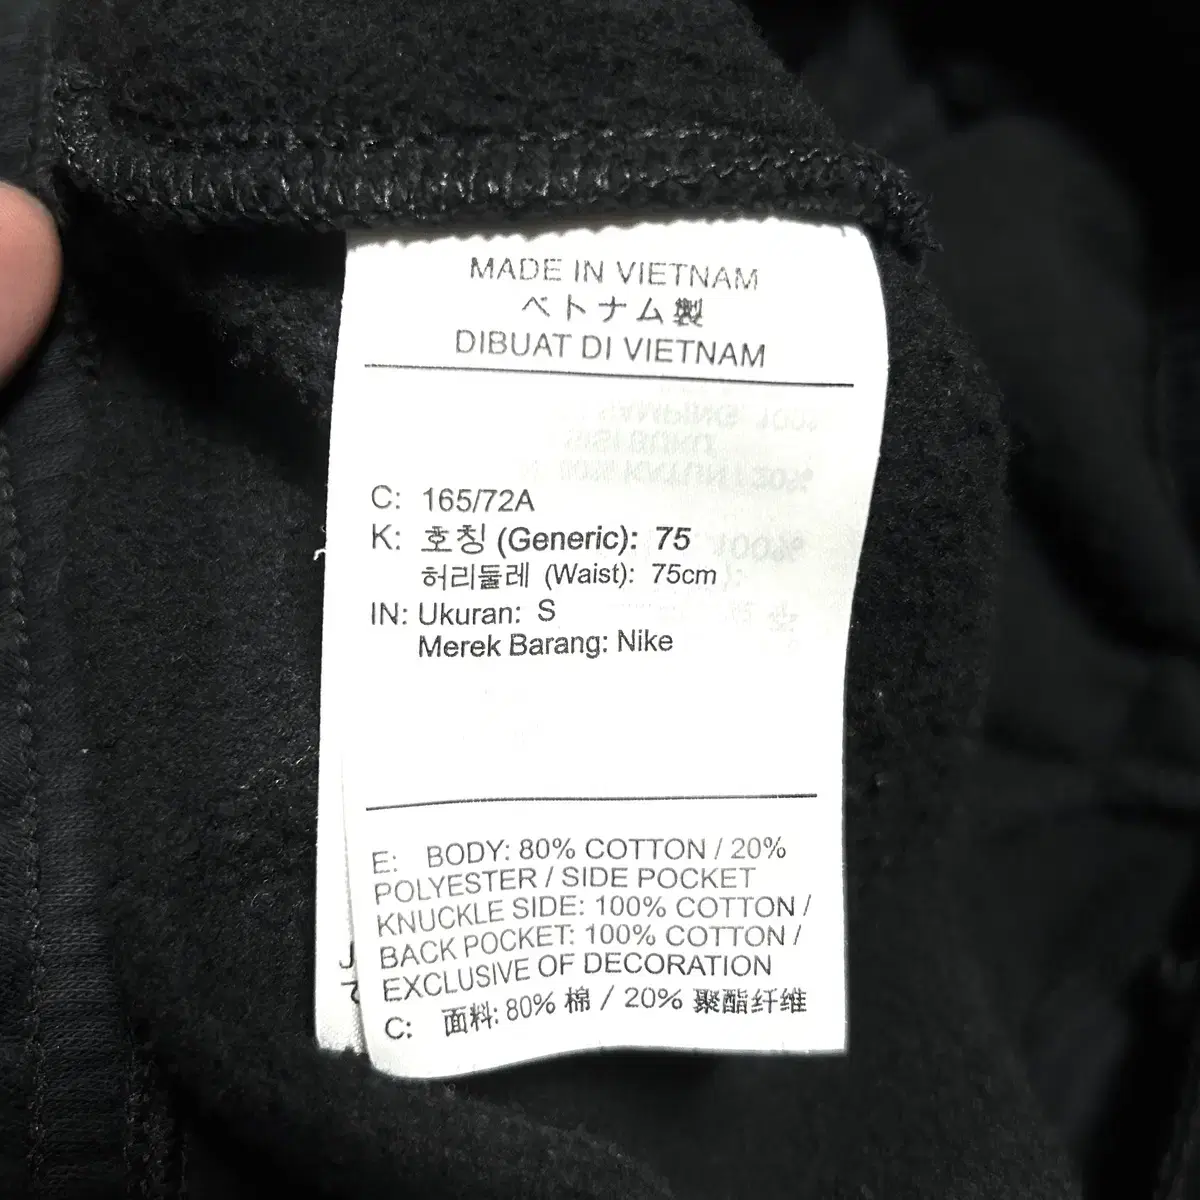 MADE IN VIETNAM
ベトナム製
DIBUAT DI VIETNAM
C: 165/72A
K: 호칭 (Generic): 75
허리둘레 (Waist): 75cm
IN: Ukuran: S
Merek Barang: Nike
E: BODY: 80% COTTON / 20%
POLYESTER / SIDE POCKET
KNUCKLE SIDE: 100% COTTON /
BACK POCKET: 100% COTTON /
EXCLUSIVE OF DECORATION
C: 面料: 80% 棉 / 20% 聚酯纤维